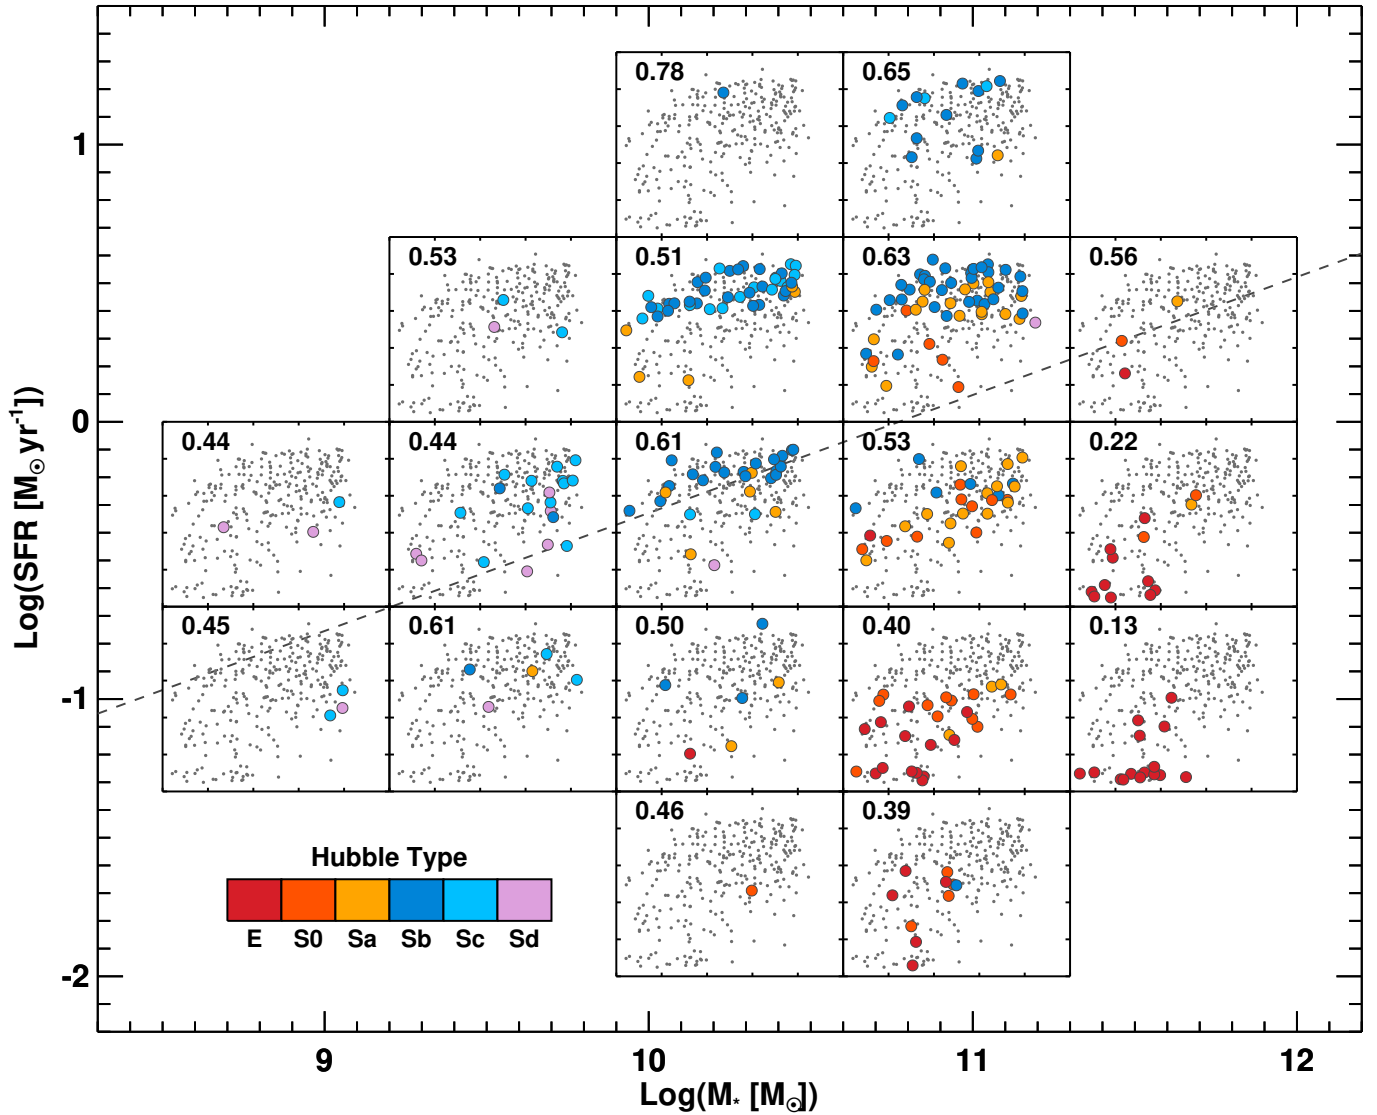 0.78 0.65
1
0.53 0.51 0.63 0.56
0
0.44 0.44 0.61 0.53 0.22
0.45 0.61 0.50 0.40 0.13
-1
0.46 0.39
Hubble Type
E S0 Sa Sb Sc Sd
-2
9 10 11 12
Log(M* [M☉])
Log(SFR [M☉yr-1])